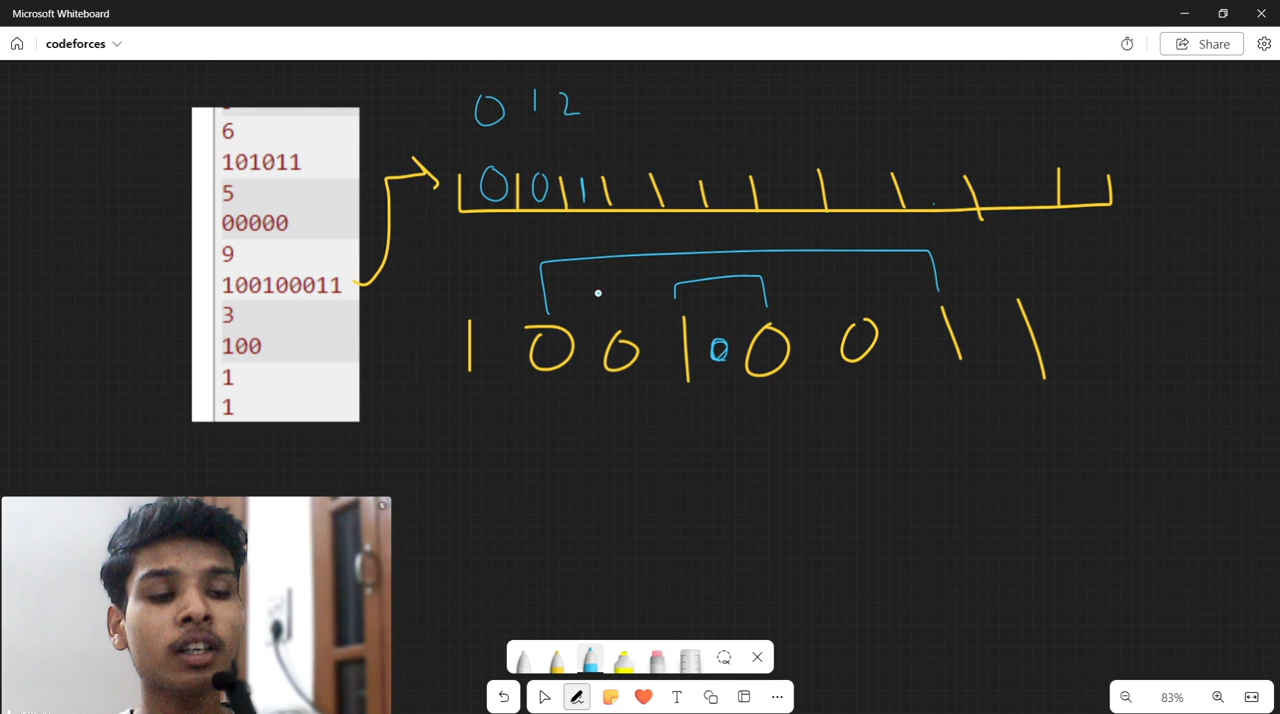 Microsoft Whiteboard
codeforces
Share
6
101011
5
00000
9
100100011
3
100
1
1
0 1 2
0 0 1
1 0 0 1 0 0 0 1 1
83%